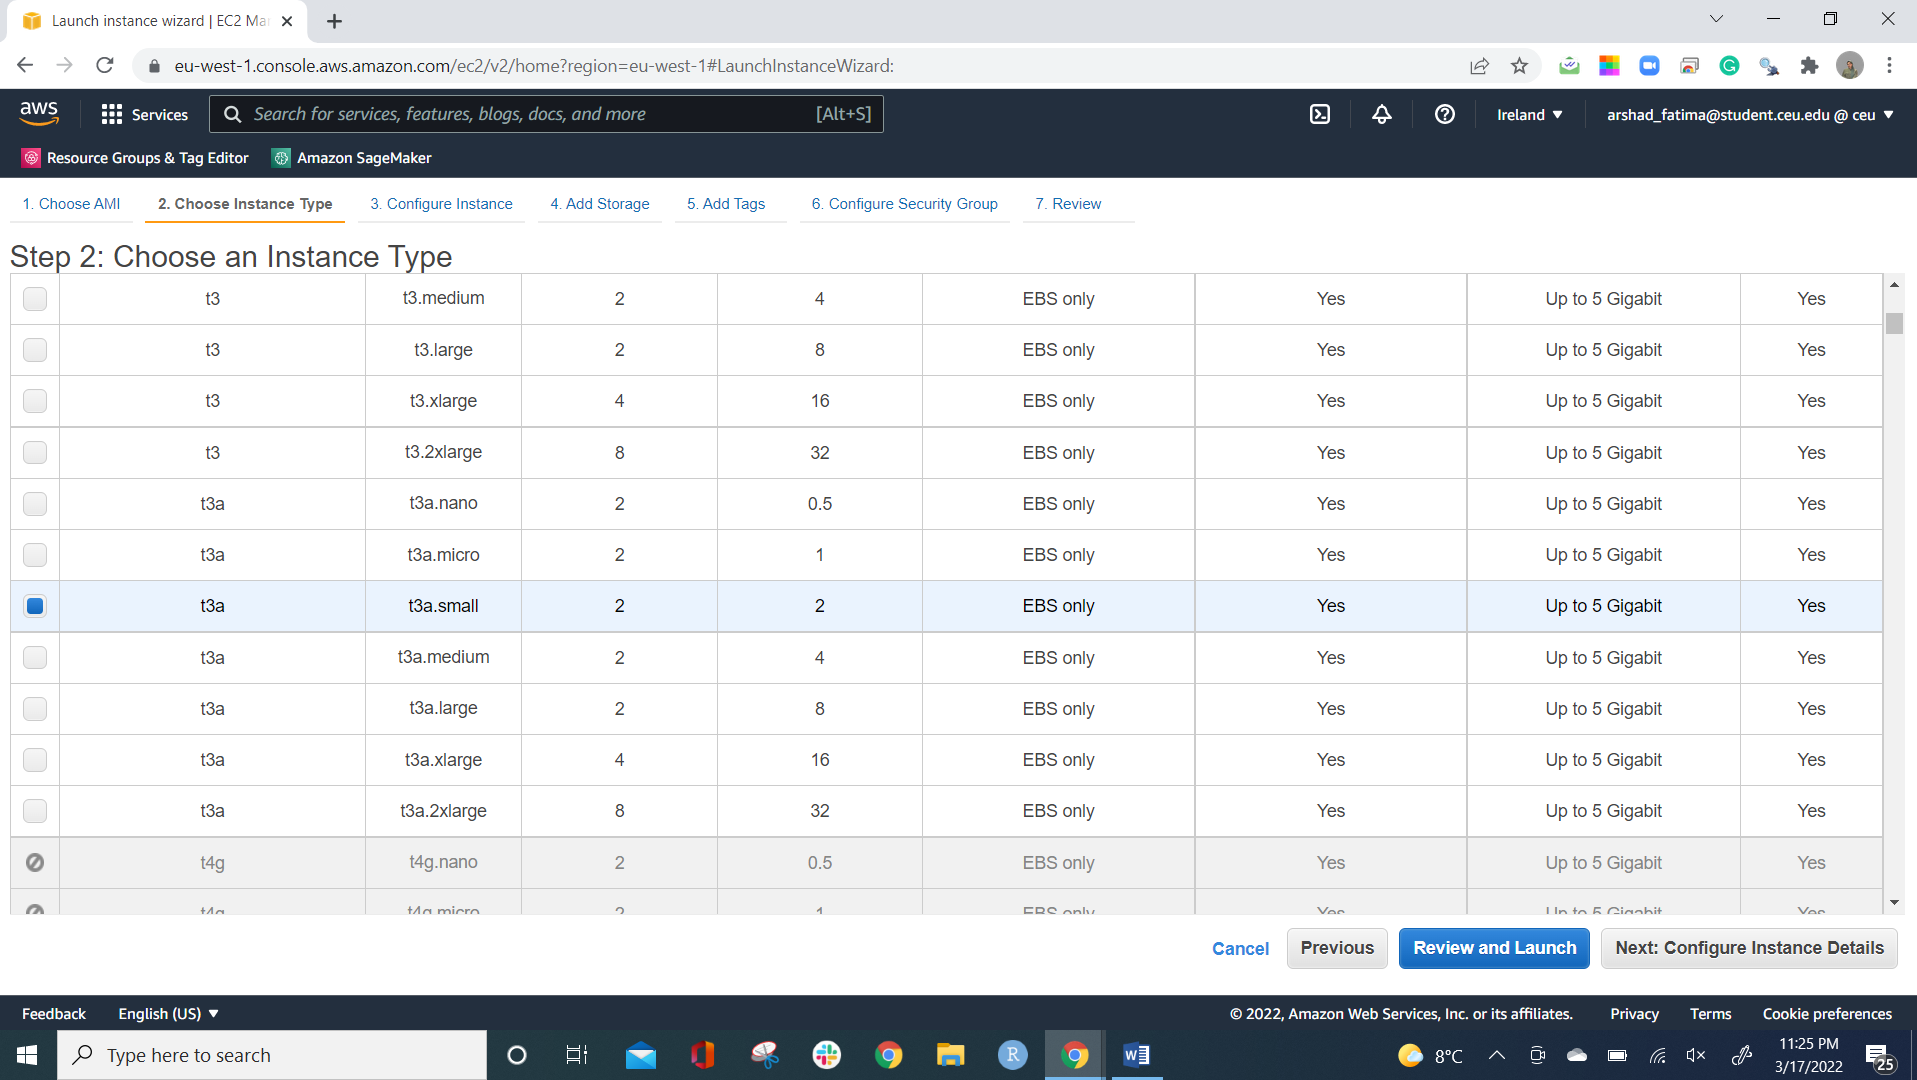 Launch instance wizard | EC2 Ma
eu-west-1.console.aws.amazon.com/ec2/v2/home?region=eu-west-1#LaunchInstanceWizard:
aws Services Search for services, features, blogs, docs, and more [Alt+S] Ireland ▼ arshad_fatima@student.ceu.edu @ ceu ▼
Resource Groups & Tag Editor Amazon SageMaker
1. Choose AMI 2. Choose Instance Type 3. Configure Instance 4. Add Storage 5. Add Tags 6. Configure Security Group 7. Review
Step 2: Choose an Instance Type
t3 t3.medium 2 4 EBS only Yes Up to 5 Gigabit Yes
t3 t3.large 2 8 EBS only Yes Up to 5 Gigabit Yes
t3 t3.xlarge 4 16 EBS only Yes Up to 5 Gigabit Yes
t3 t3.2xlarge 8 32 EBS only Yes Up to 5 Gigabit Yes
t3a t3a.nano 2 0.5 EBS only Yes Up to 5 Gigabit Yes
t3a t3a.micro 2 1 EBS only Yes Up to 5 Gigabit Yes
t3a t3a.small 2 2 EBS only Yes Up to 5 Gigabit Yes
t3a t3a.medium 2 4 EBS only Yes Up to 5 Gigabit Yes
t3a t3a.large 2 8 EBS only Yes Up to 5 Gigabit Yes
t3a t3a.xlarge 4 16 EBS only Yes Up to 5 Gigabit Yes
t3a t3a.2xlarge 8 32 EBS only Yes Up to 5 Gigabit Yes
t4g t4g.nano 2 0.5 EBS only Yes Up to 5 Gigabit Yes
t4g t4g.micro 2 1 EBS only Yes Up to 5 Gigabit Yes
Cancel Previous Review and Launch Next: Configure Instance Details
Feedback English (US) ▼ © 2022, Amazon Web Services, Inc. or its affiliates. Privacy Terms Cookie preferences
Type here to search 8°C 11:25 PM
3/17/2022 25